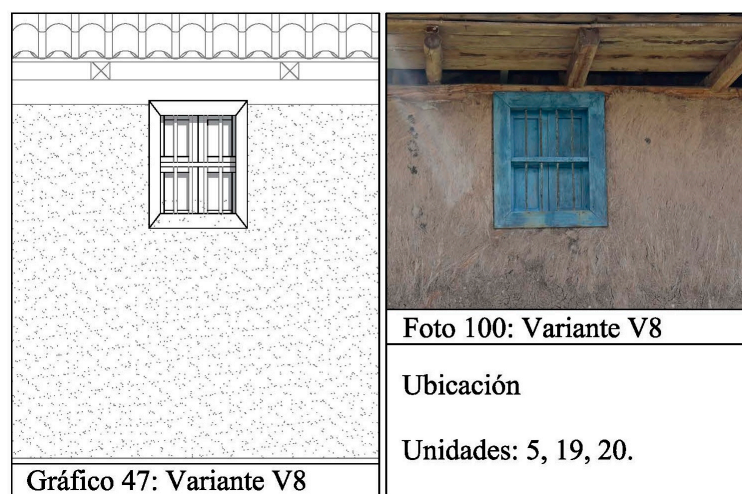 Gráfico 47: Variante V8
Foto 100: Variante V8
Ubicación
Unidades: 5, 19, 20.